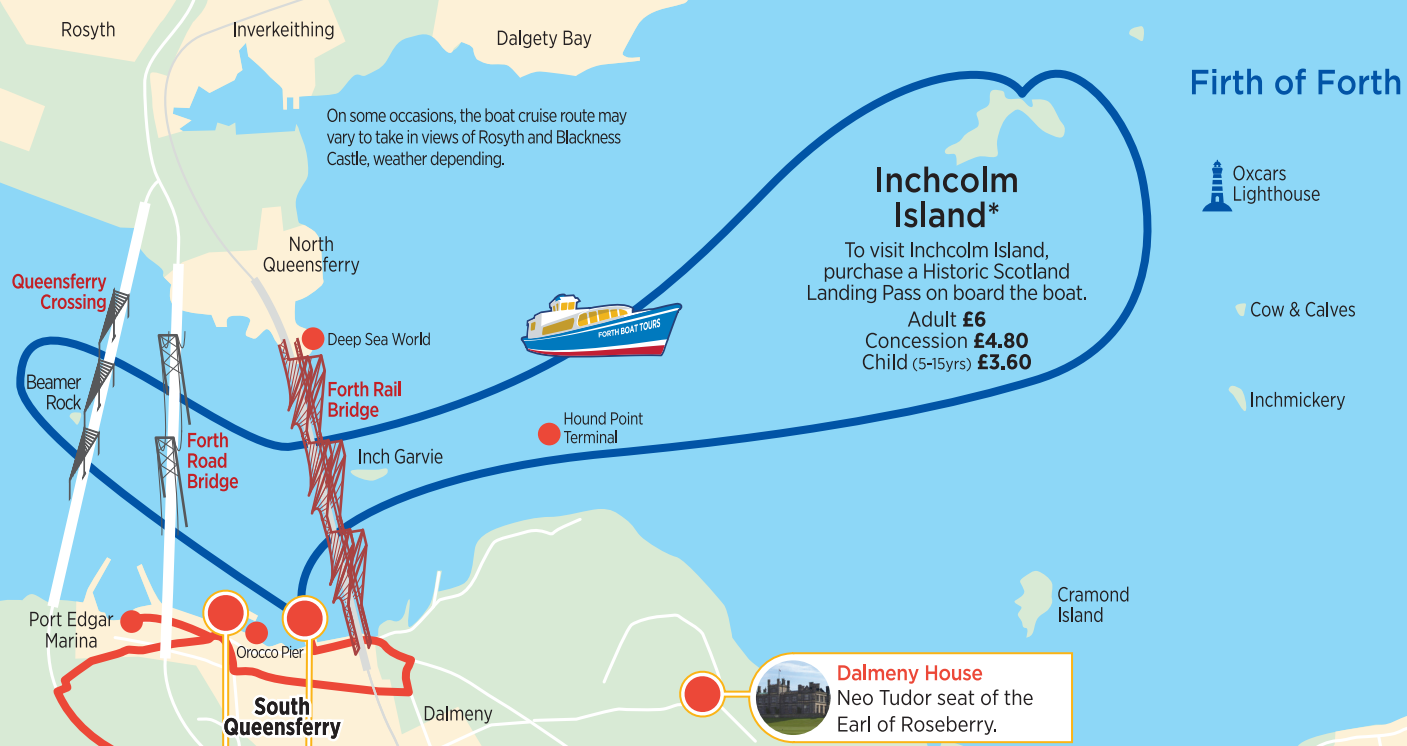 Rosyth
Inverkeithing
Dalgety Bay
Firth of Forth
On some occasions, the boat cruise route may
vary to take in views of Rosyth and Blackness
Castle, weather depending.
Oxcars
Lighthouse
Inchcolm
Island*
To visit Inchcolm Island,
purchase a Historic Scotland
Landing Pass on board the boat.
Adult £6
Concession £4.80
Child (5-15yrs) £3.60
North
Queensferry
Queensferry
Crossing
FORTH BOAT TOURS
Cow & Calves
Deep Sea World
Beamer
Rock
Forth Rail
Bridge
Inchmickery
Hound Point
Terminal
Forth
Road
Bridge
Inch Garvie
Cramond
Island
Port Edgar
Marina
Orocco Pier
South
Queensferry
Dalmeny
Dalmeny House
Neo Tudor seat of the
Earl of Roseberry.